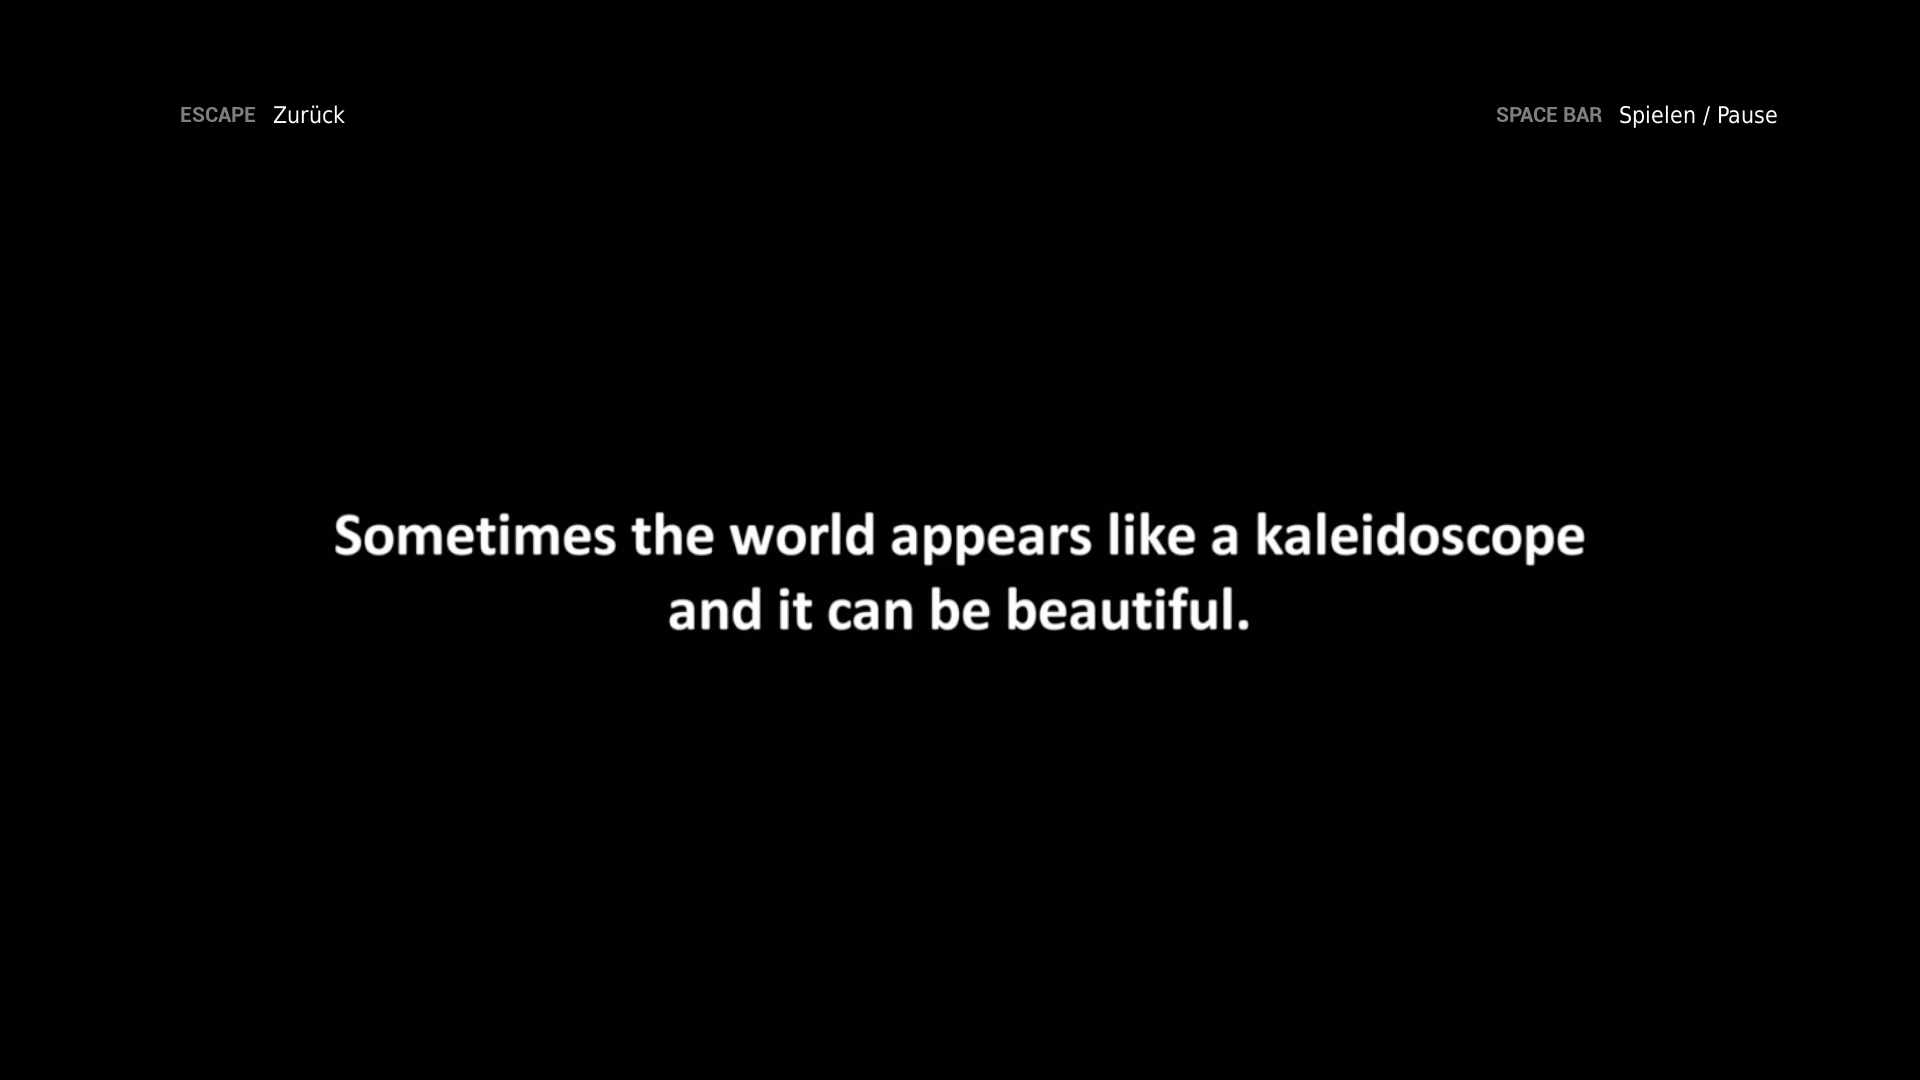 ESCAPE Zurück SPACE BAR Spielen / Pause
Sometimes the world appears like a kaleidoscope
and it can be beautiful.